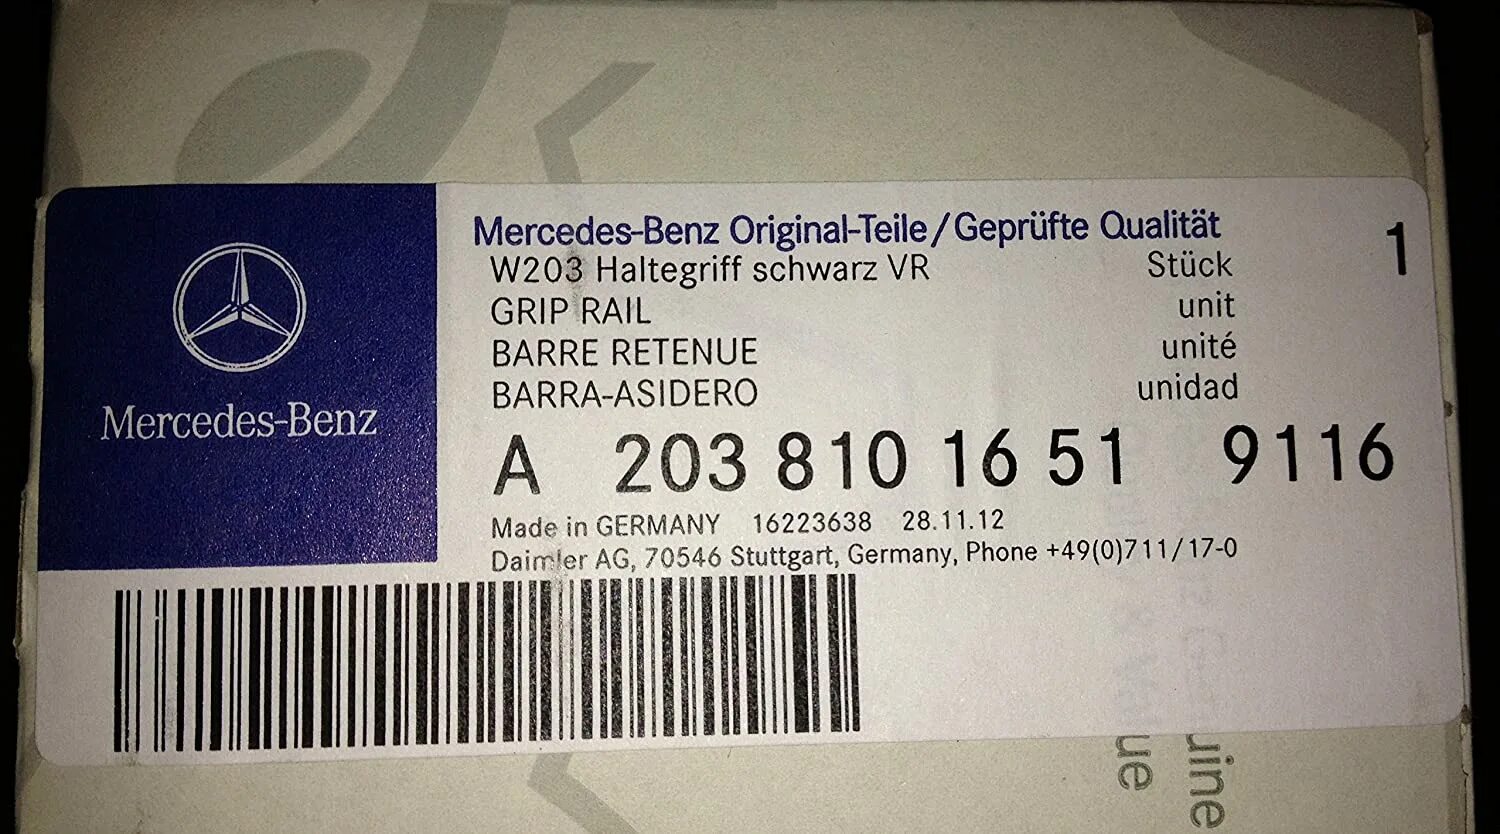 Mercedes-Benz
Mercedes-Benz Original-Teile/Geprüfte Qualität
W203 Haltegriff schwarz VR Stück 1
GRIP RAIL unit
BARRE RETENUE unité
BARRA-ASIDERO unidad
A 203 810 16 51 9116
Made in GERMANY 16223638 28.11.12
Daimler AG, 70546 Stuttgart, Germany, Phone +49(0)711/17-0